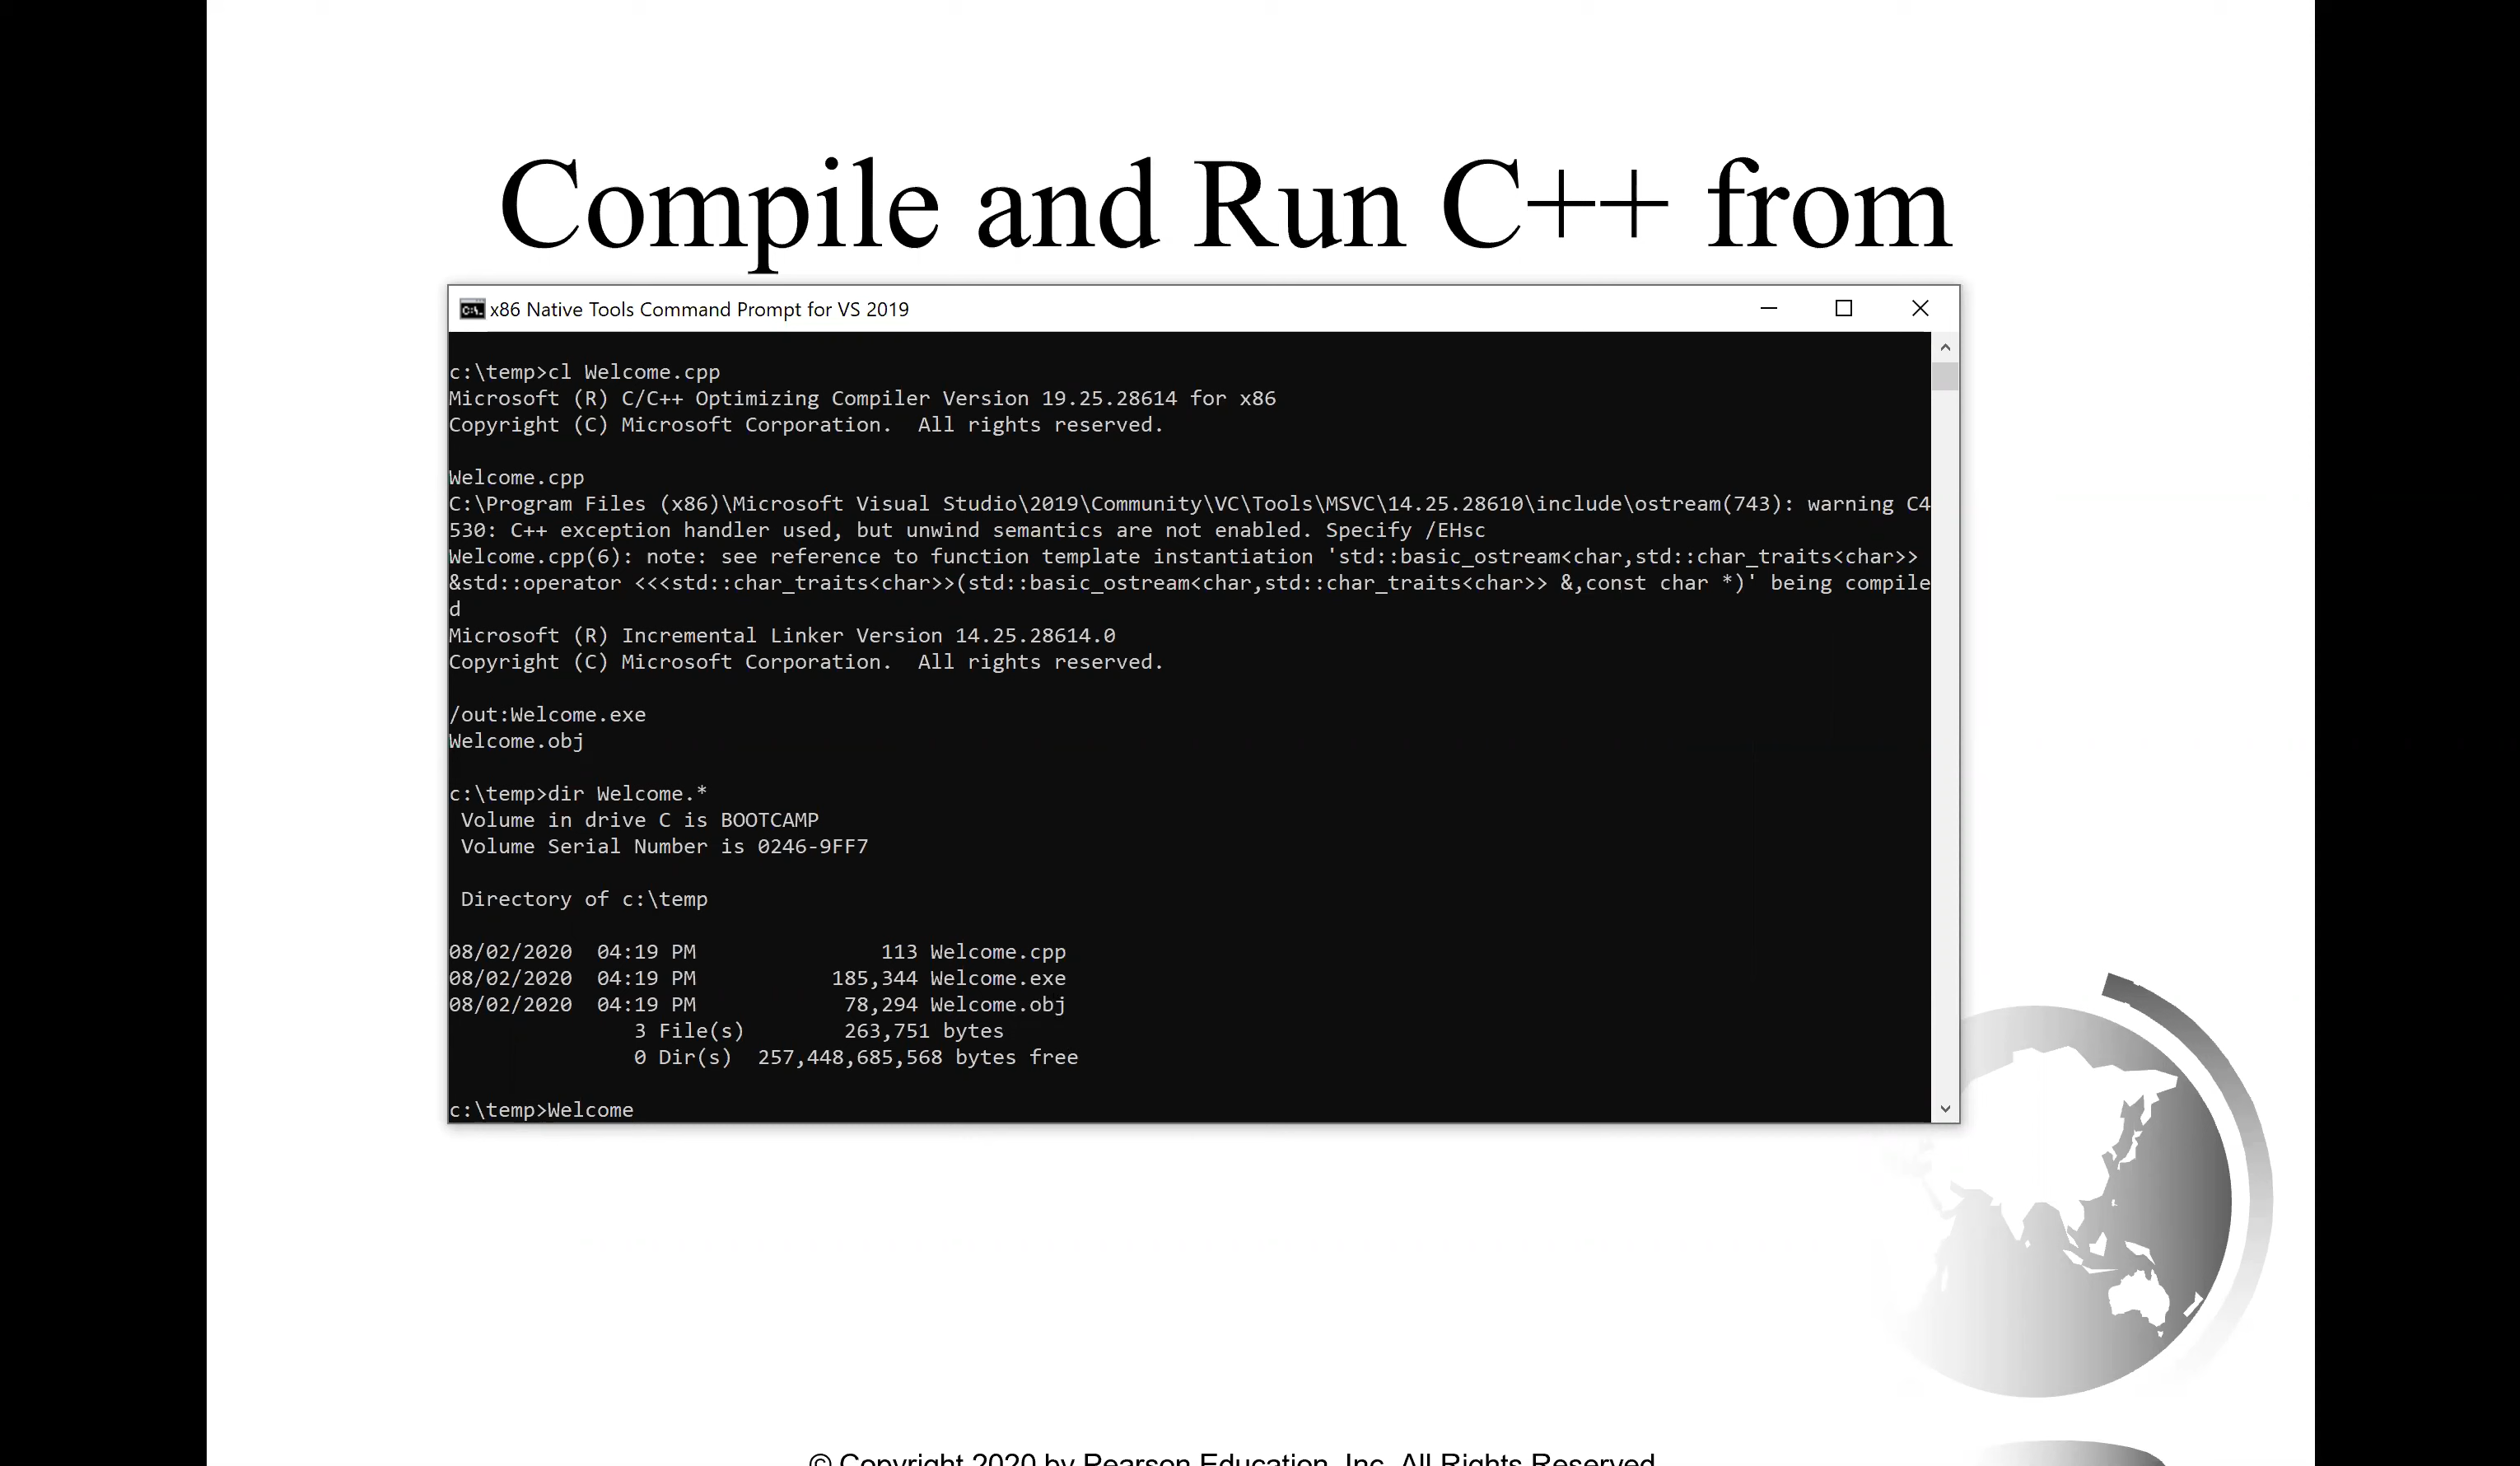 Compile and Run C++ from
x86 Native Tools Command Prompt for VS 2019
c:\temp>cl Welcome.cpp
Microsoft (R) C/C++ Optimizing Compiler Version 19.25.28614 for x86
Copyright (C) Microsoft Corporation.  All rights reserved.
Welcome.cpp
C:\Program Files (x86)\Microsoft Visual Studio\2019\Community\VC\Tools\MSVC\14.25.28610\include\ostream(743): warning C4
530: C++ exception handler used, but unwind semantics are not enabled. Specify /EHsc
Welcome.cpp(6): note: see reference to function template instantiation 'std::basic_ostream<char,std::char_traits<char>>
&std::operator <<<std::char_traits<char>>(std::basic_ostream<char,std::char_traits<char>> &,const char *)' being compile
d
Microsoft (R) Incremental Linker Version 14.25.28614.0
Copyright (C) Microsoft Corporation.  All rights reserved.
/out:Welcome.exe
Welcome.obj
c:\temp>dir Welcome.*
 Volume in drive C is BOOTCAMP
 Volume Serial Number is 0246-9FF7
 Directory of c:\temp
08/02/2020  04:19 PM               113 Welcome.cpp
08/02/2020  04:19 PM           185,344 Welcome.exe
08/02/2020  04:19 PM            78,294 Welcome.obj
               3 File(s)        263,751 bytes
               0 Dir(s)  257,448,685,568 bytes free
c:\temp>Welcome
© Copyright 2020 by Pearson Education, Inc. All Rights Reserved